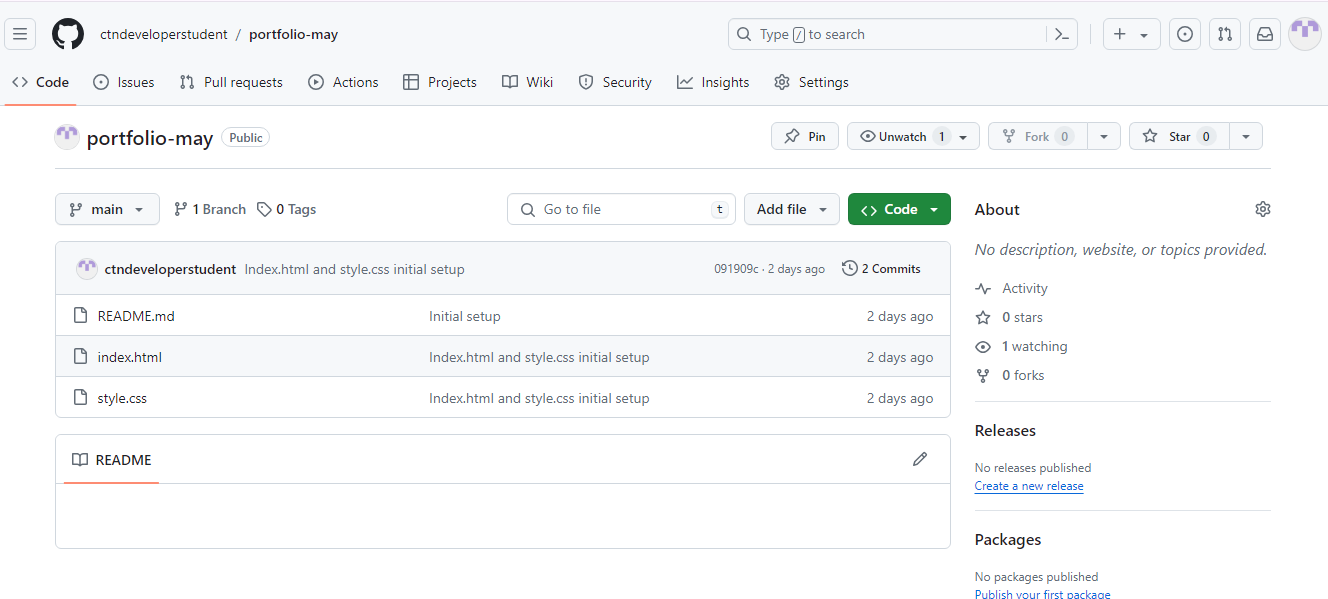 ctndeveloperstudent / portfolio-may Type / to search
Code Issues Pull requests Actions Projects Wiki Security Insights Settings
portfolio-may Public Pin Unwatch 1 Fork 0 Star 0
main 1 Branch 0 Tags Go to file t Add file Code
ctndeveloperstudent Index.html and style.css initial setup 091909c · 2 days ago 2 Commits
README.md Initial setup 2 days ago
index.html Index.html and style.css initial setup 2 days ago
style.css Index.html and style.css initial setup 2 days ago
README
About
No description, website, or topics provided.
Activity
0 stars
1 watching
0 forks
Releases
No releases published
Create a new release
Packages
No packages published
Publish your first package